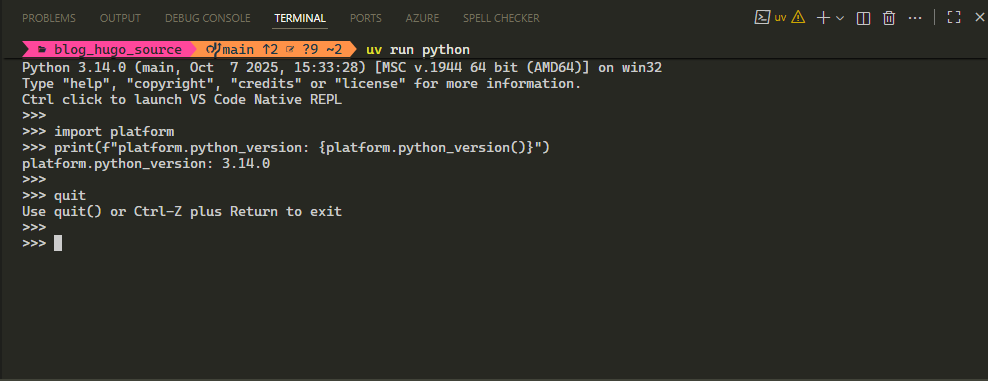 PROBLEMS OUTPUT DEBUG CONSOLE TERMINAL PORTS AZURE SPELL CHECKER uv
blog_hugo_source main ↑2 ?9 ~2 uv run python
Python 3.14.0 (main, Oct  7 2025, 15:33:28) [MSC v.1944 64 bit (AMD64)] on win32
Type "help", "copyright", "credits" or "license" for more information.
Ctrl click to launch VS Code Native REPL
>>>
>>> import platform
>>> print(f"platform.python_version: {platform.python_version()}")
platform.python_version: 3.14.0
>>>
>>> quit
Use quit() or Ctrl-Z plus Return to exit
>>>
>>>